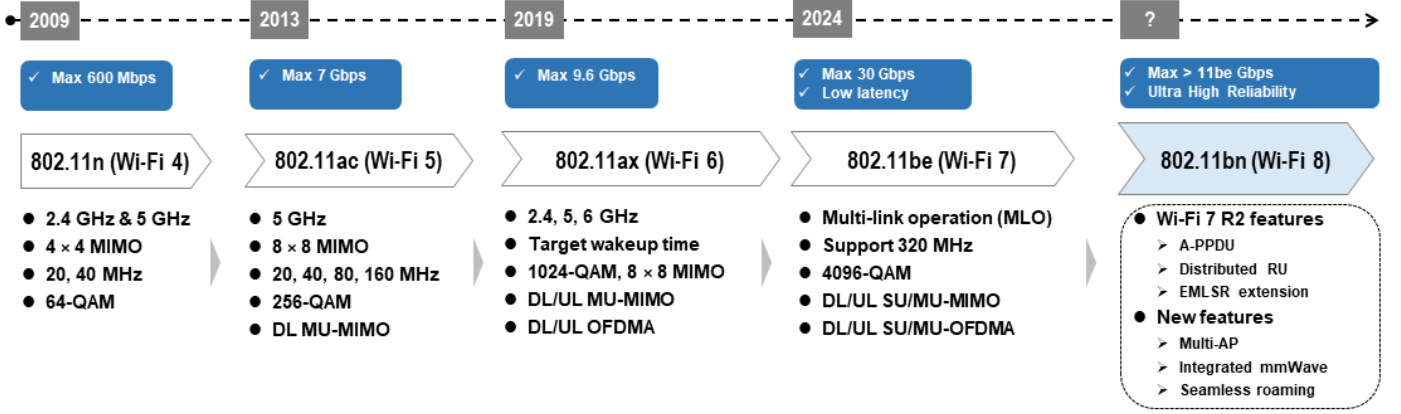 2009
2013
2019
2024
?
✓ Max 600 Mbps
✓ Max 7 Gbps
✓ Max 9.6 Gbps
✓ Max 30 Gbps
✓ Low latency
✓ Max > 11be Gbps
✓ Ultra High Reliability
802.11n (Wi-Fi 4)
802.11ac (Wi-Fi 5)
802.11ax (Wi-Fi 6)
802.11be (Wi-Fi 7)
802.11bn (Wi-Fi 8)
● 2.4 GHz & 5 GHz
● 4 × 4 MIMO
● 20, 40 MHz
● 64-QAM
● 5 GHz
● 8 × 8 MIMO
● 20, 40, 80, 160 MHz
● 256-QAM
● DL MU-MIMO
● 2.4, 5, 6 GHz
● Target wakeup time
● 1024-QAM, 8 × 8 MIMO
● DL/UL MU-MIMO
● DL/UL OFDMA
● Multi-link operation (MLO)
● Support 320 MHz
● 4096-QAM
● DL/UL SU/MU-MIMO
● DL/UL SU/MU-OFDMA
● Wi-Fi 7 R2 features
➢ A-PPDU
➢ Distributed RU
➢ EMLSR extension
● New features
➢ Multi-AP
➢ Integrated mmWave
➢ Seamless roaming